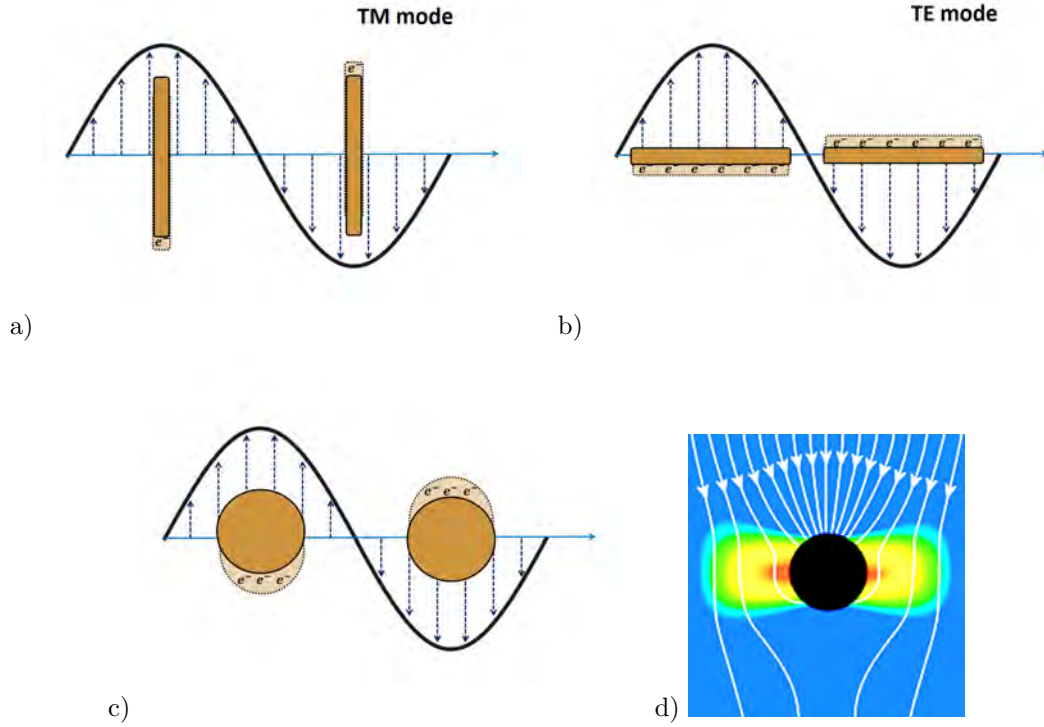 TM mode
e⁻
e
a)
TE mode
e⁻ e⁻ e⁻ e⁻ e⁻ e⁻
e e⁻ e⁻ e⁻ e⁻ e
b)
e⁻ e⁻ e⁻
e⁻ e⁻ e⁻
c)
d)